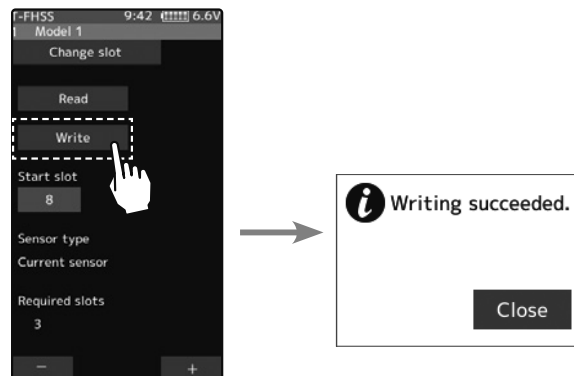 T-FHSS 9:42 6.6V
1 Model 1
Change slot
Read
Write
Start slot
8
Sensor type
Current sensor
Required slots
3
− +
i Writing succeeded.
Close